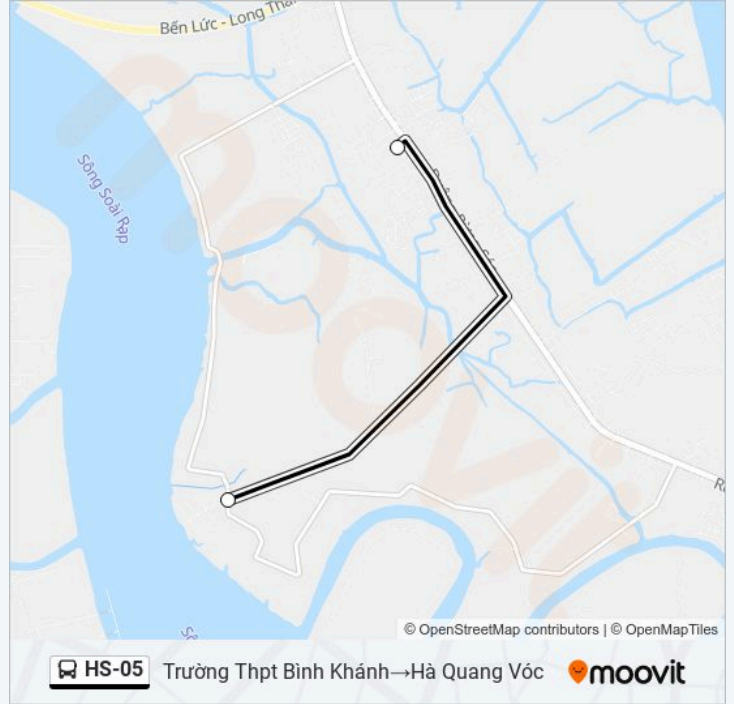 Bến Lức - Long Thàn
Sông Soài Rạp
© OpenStreetMap contributors | © OpenMapTiles
HS-05 Trường Thpt Bình Khánh→Hà Quang Vóc moovit